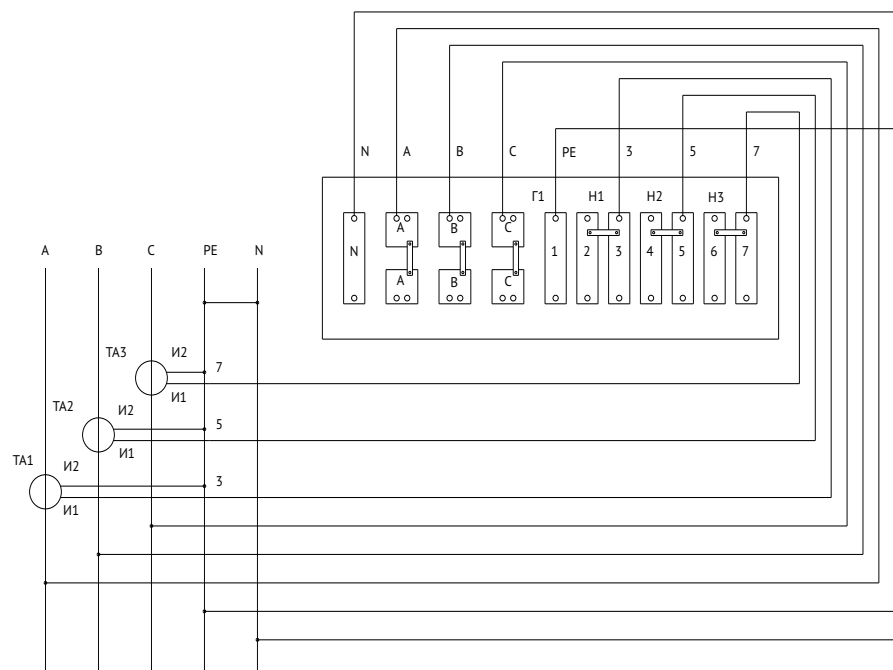 N A B C PE 3 5 7
Г1 Н1 Н2 Н3
A B C
N 1 2 3 4 5 6 7
A B C
A B C PE N
ТА3 И2 7
И1
ТА2 И2 5
И1
ТА1 И2 3
И1